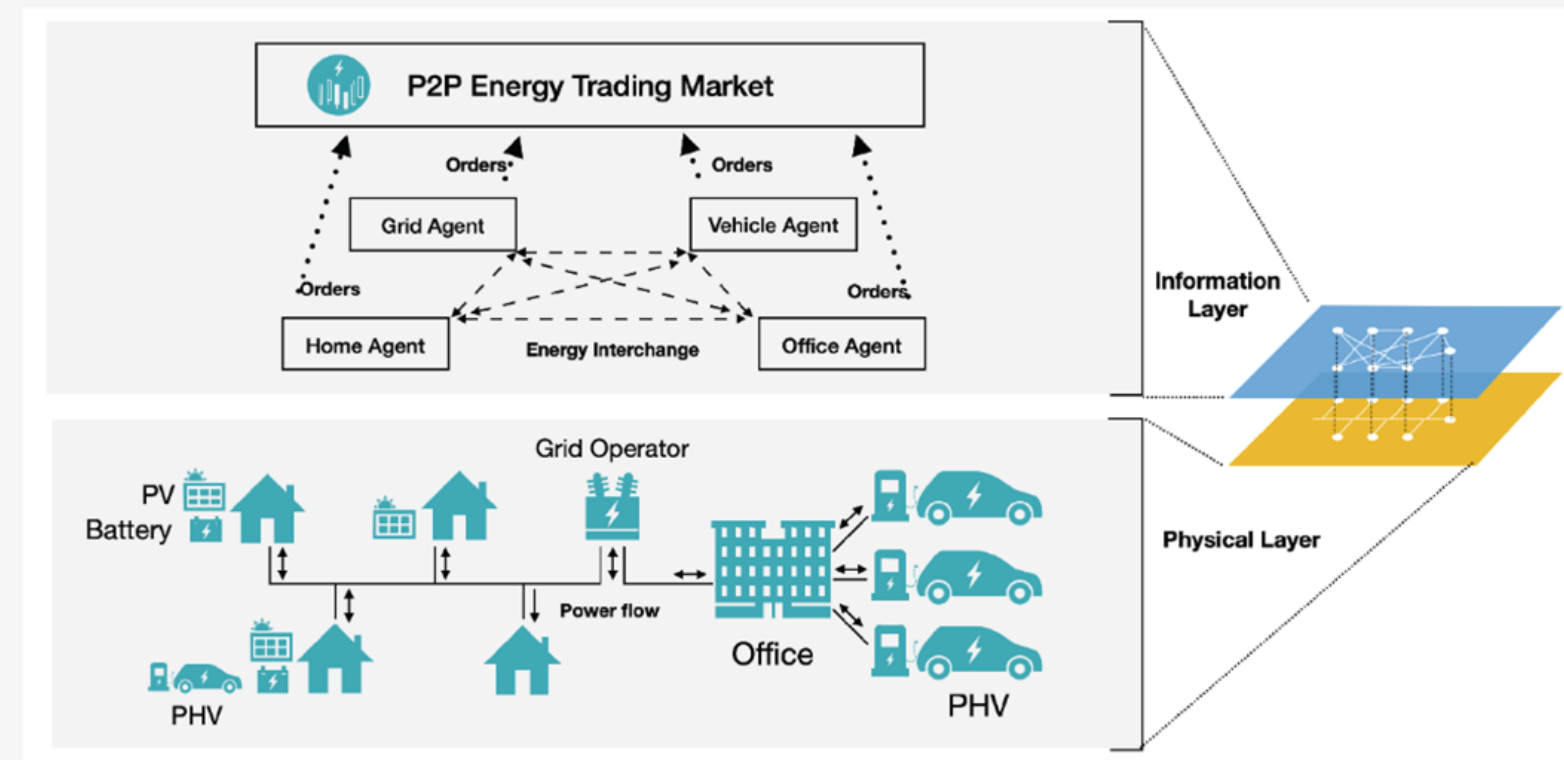 P2P Energy Trading Market
Orders
Orders
Grid Agent
Vehicle Agent
Orders
Orders
Home Agent
Energy Interchange
Office Agent
Information
Layer
Grid Operator
PV
Battery
Power flow
Office
PHV
PHV
Physical Layer